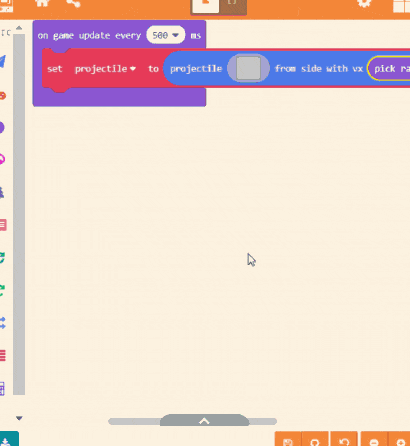 on game update every 500 ms
set projectile to projectile from side with vx pick ra